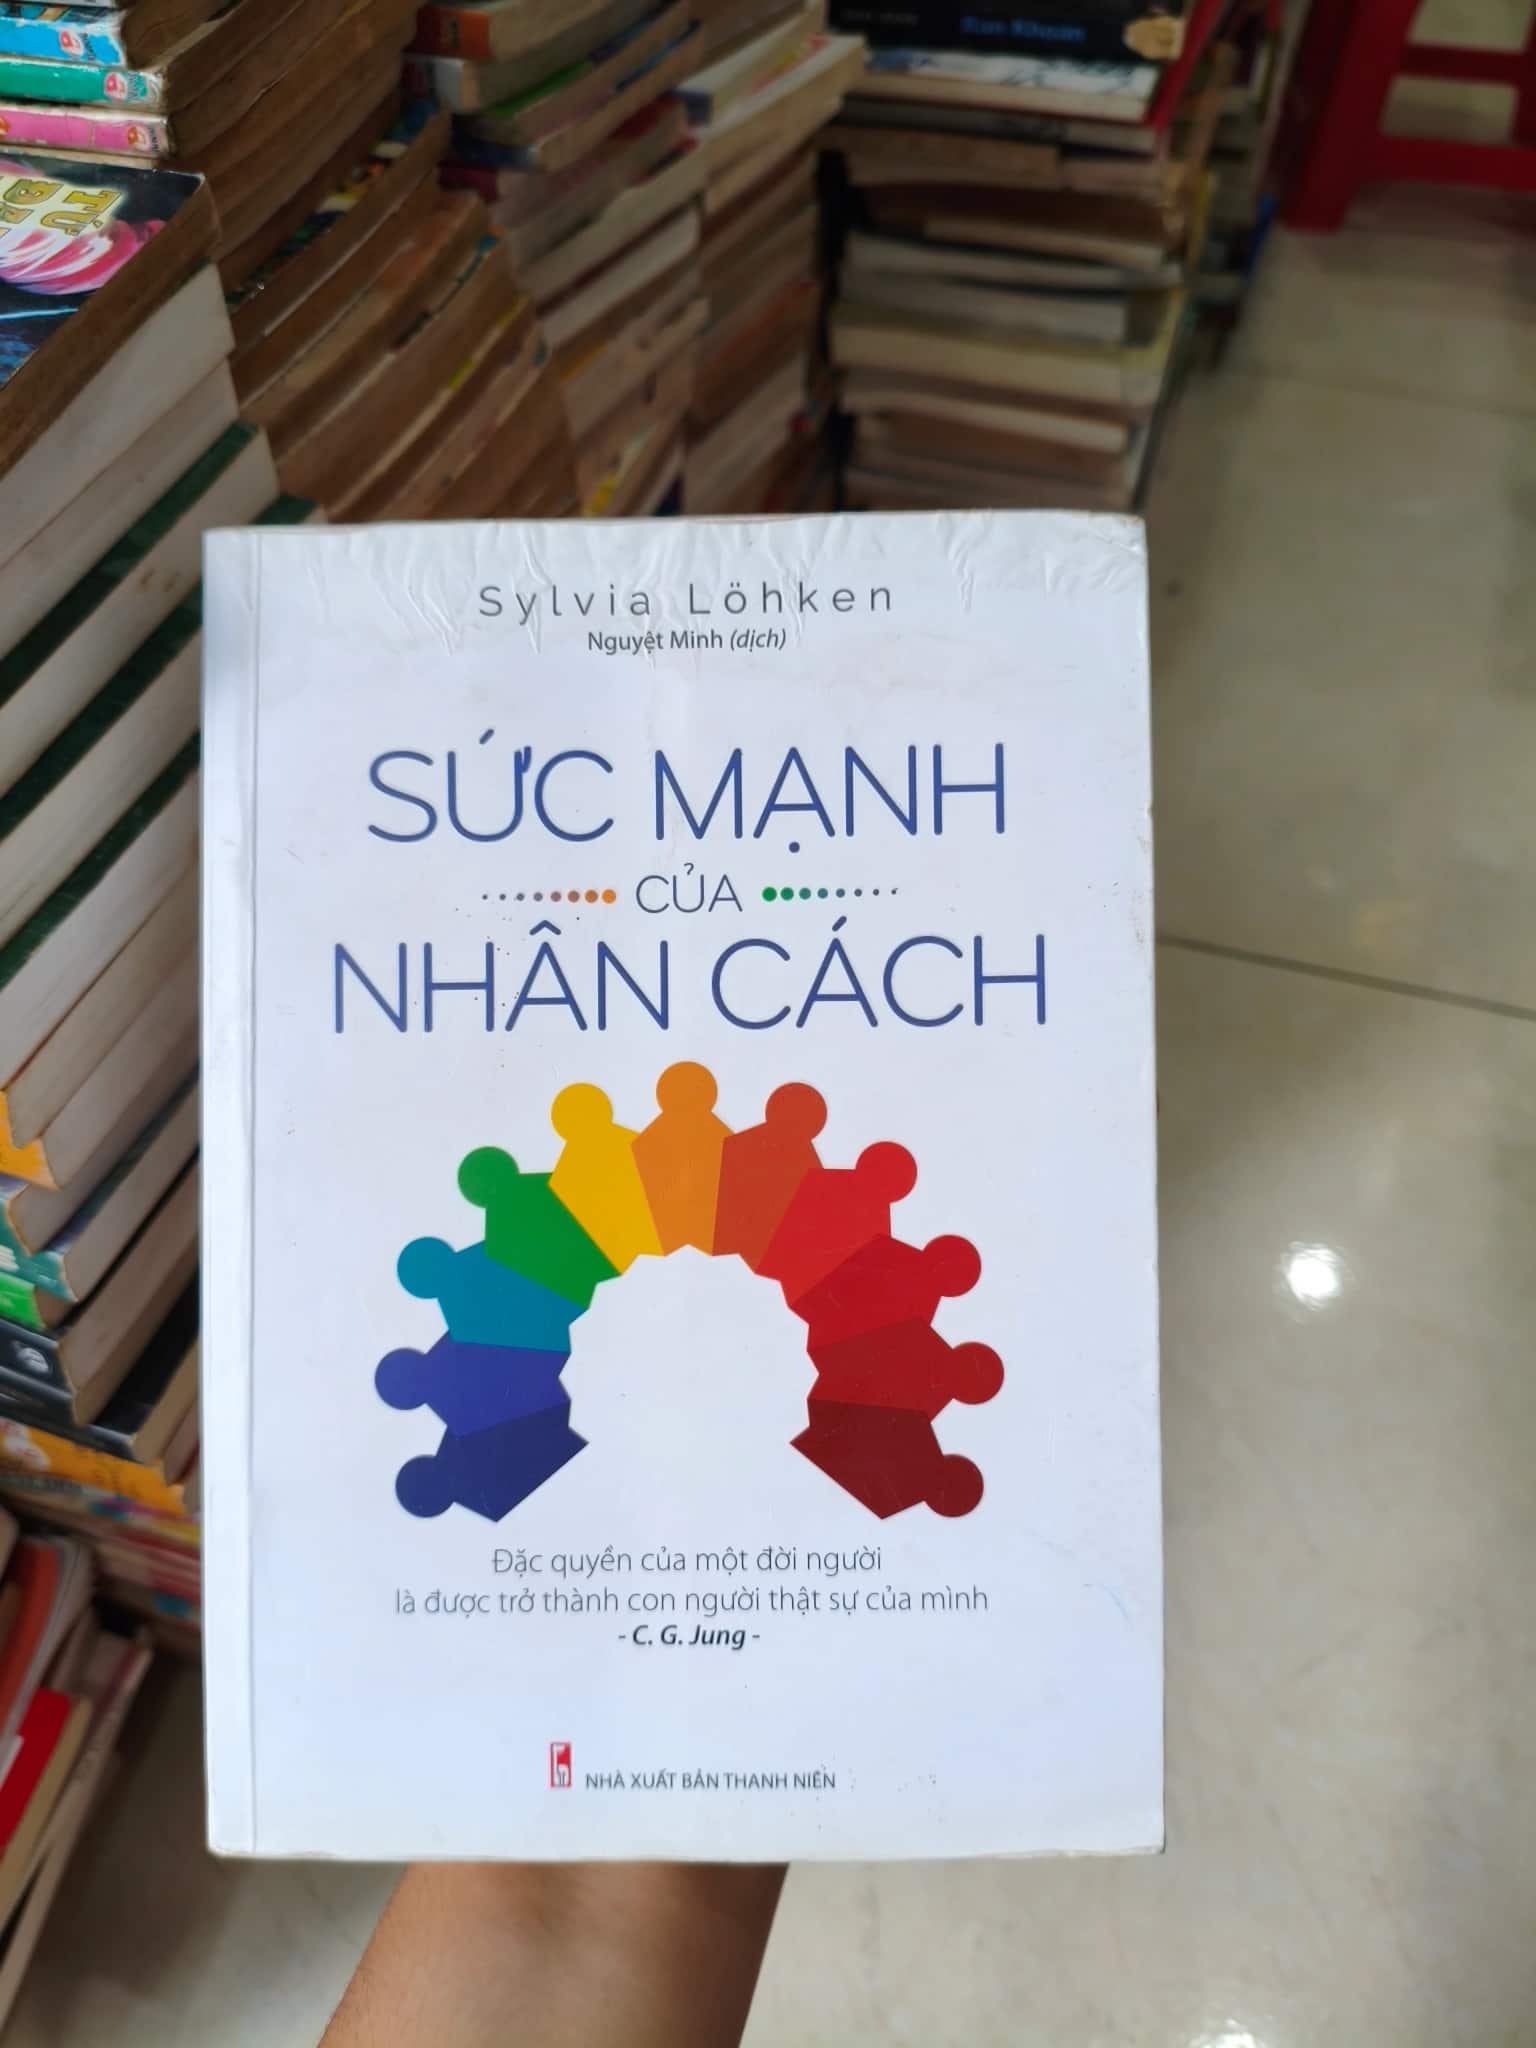 Sylvia Löhken
Nguyệt Minh (dịch)
SỨC MẠNH
CỦA
NHÂN CÁCH
Đặc quyền của một đời người
là được trở thành con người thật sự của mình
- C. G. Jung -
NHÀ XUẤT BẢN THANH NIÊN